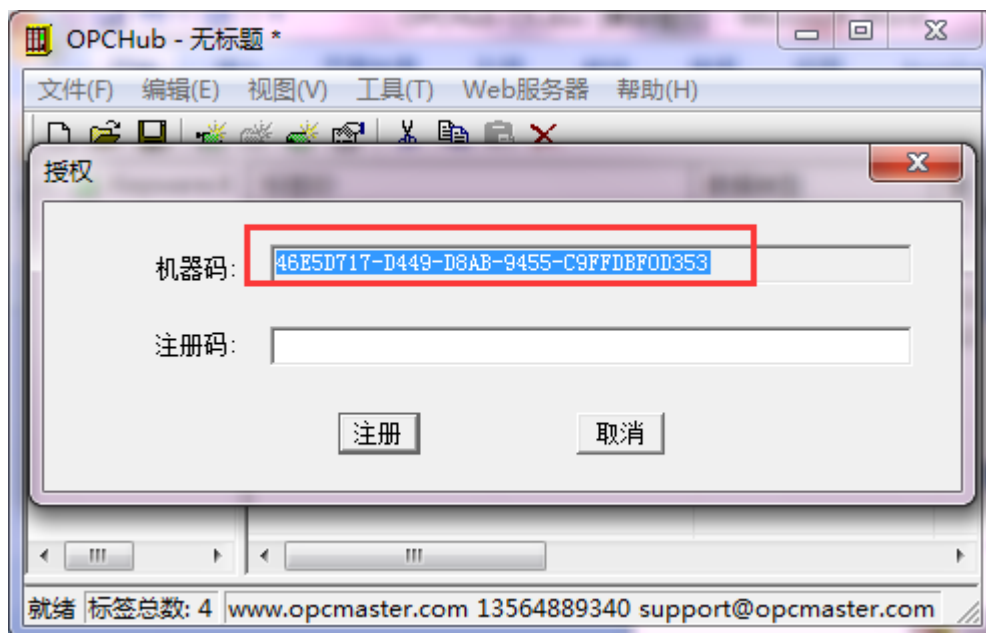 OPCHub - 无标题 *
文件(F) 编辑(E) 视图(V) 工具(T) Web服务器 帮助(H)
授权
机器码: 46E5D717-D449-D8AB-9455-C9FFDBF0D353
注册码:
注册 取消
就绪 标签总数: 4 www.opcmaster.com 13564889340 support@opcmaster.com